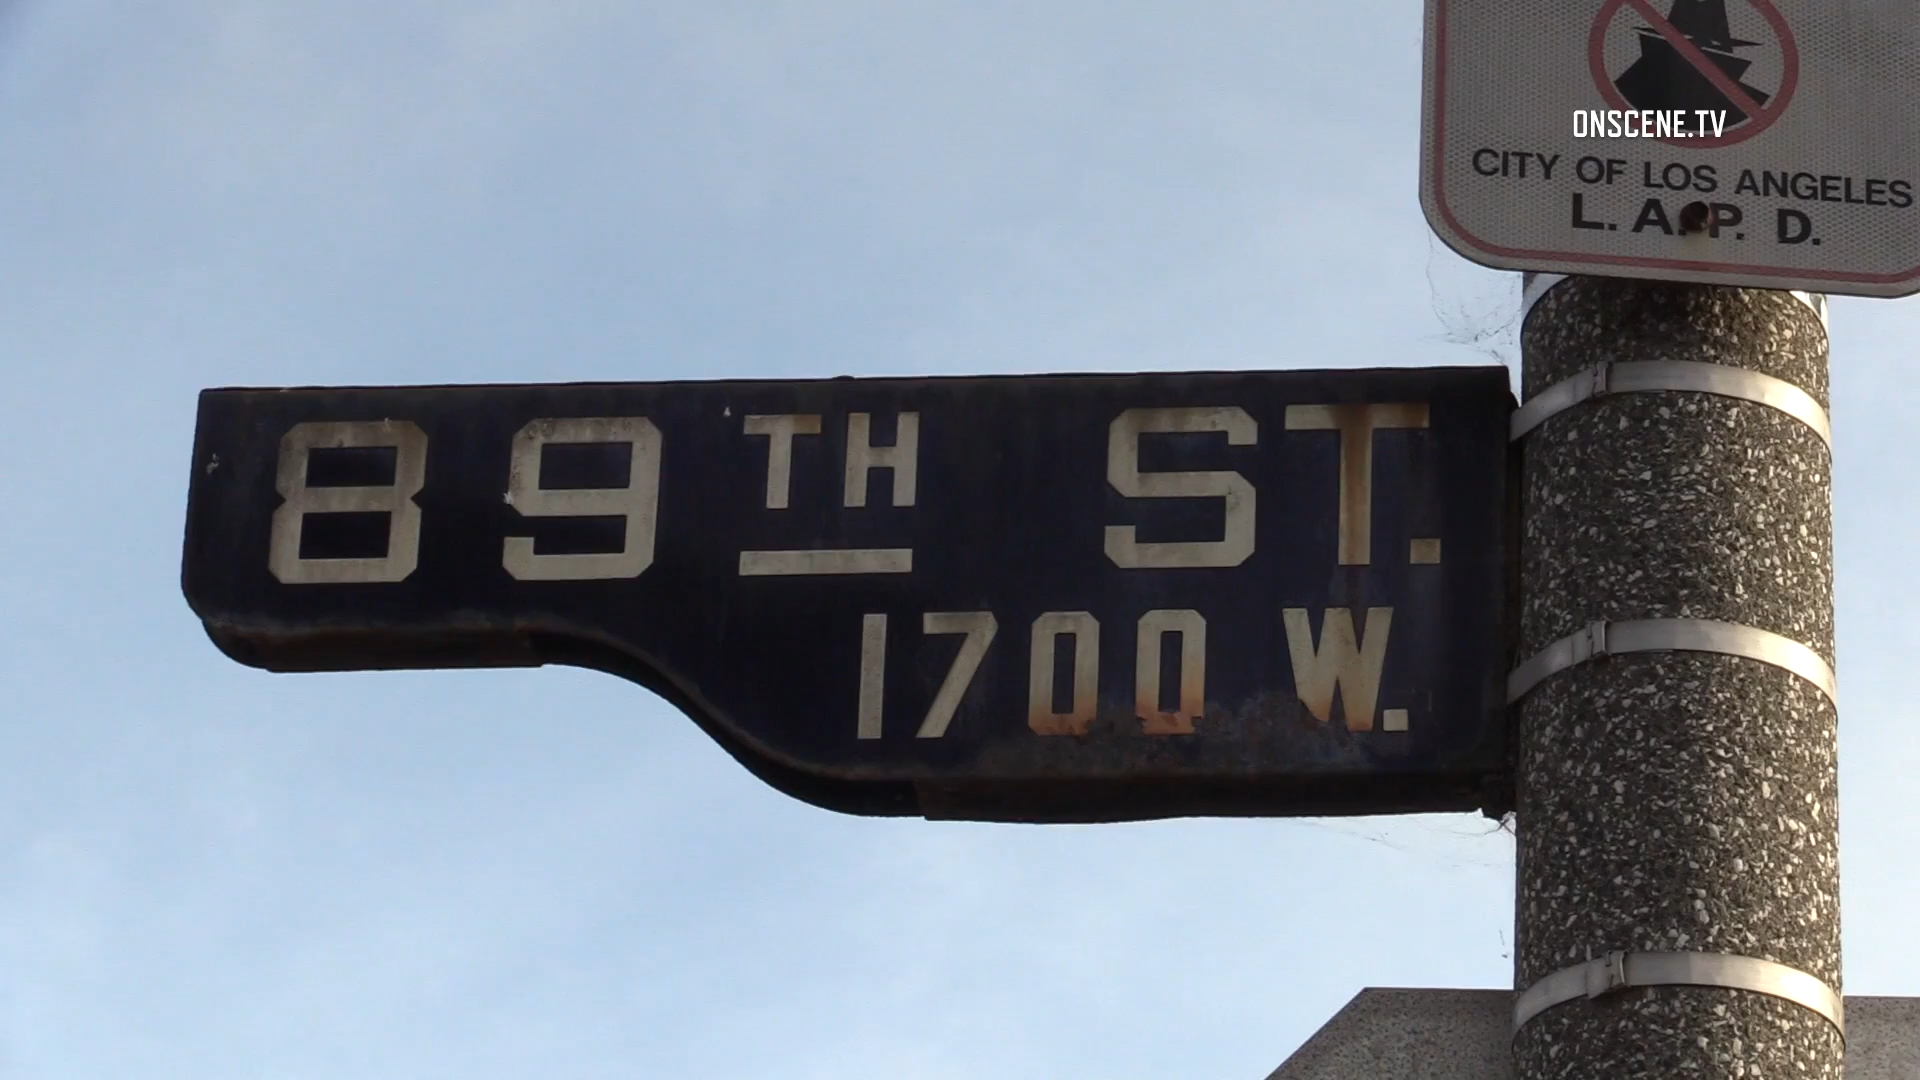 ONSCENE.TV
CITY OF LOS ANGELES
L.A.P.D.
89TH ST.
1700 W.